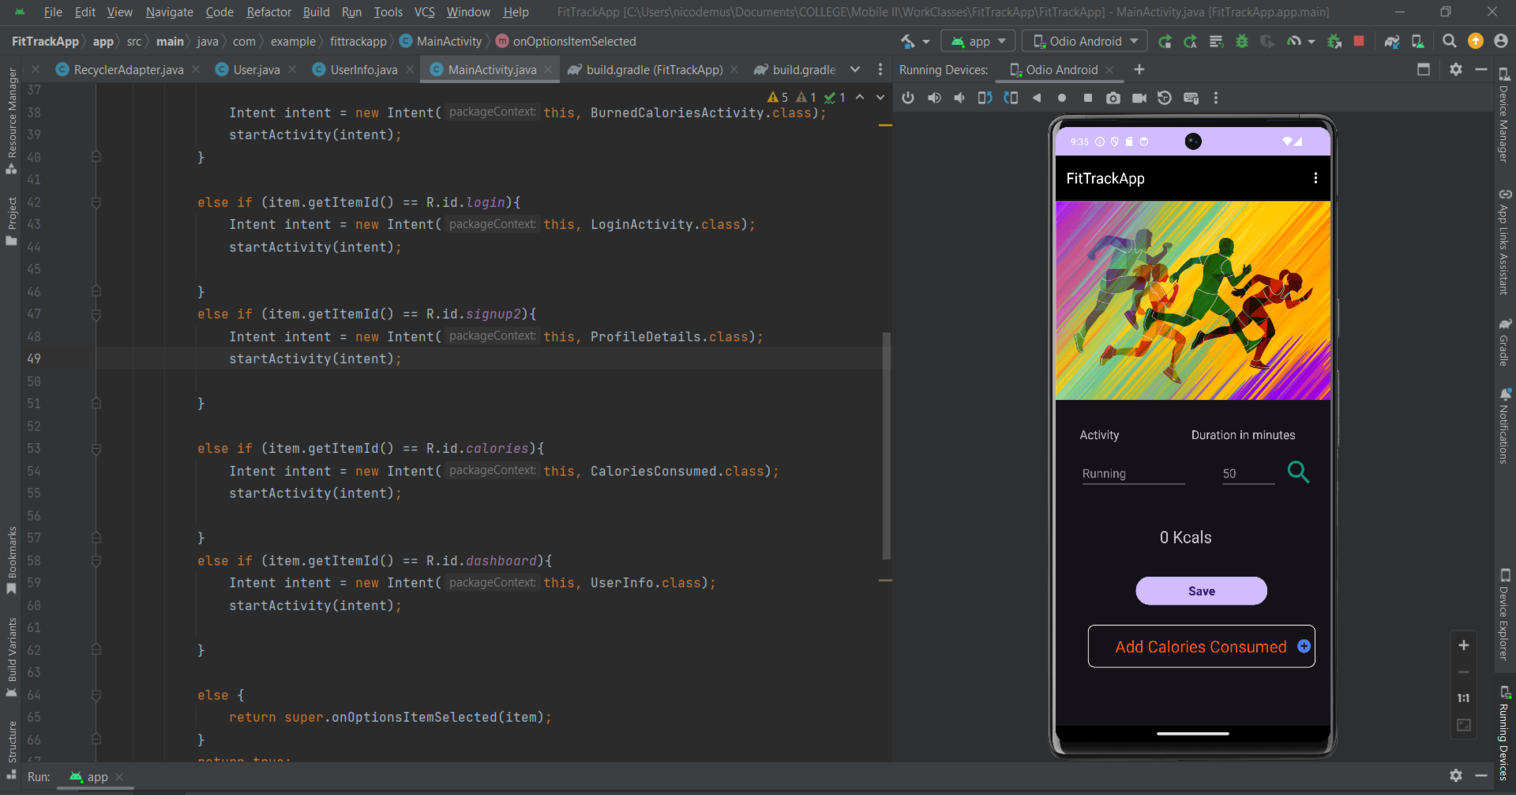 File Edit View Navigate Code Refactor Build Run Tools VCS Window Help FitTrackApp [C:\Users\nicodemus\Documents\COLLEGE\Mobile II\WorkClasses\FitTrackApp\FitTrackApp] - MainActivity.java [FitTrackApp.app.main]
FitTrackApp app src main java com example fittrackapp MainActivity onOptionsItemSelected app Odio Android
RecyclerAdapter.java User.java UserInfo.java MainActivity.java build.gradle (FitTrackApp) build.gradle Running Devices: Odio Android
5 1 1
37
38 Intent intent = new Intent( packageContext: this, BurnedCaloriesActivity.class);
39 startActivity(intent);
40 }
41
42 else if (item.getItemId() == R.id.login){
43 Intent intent = new Intent( packageContext: this, LoginActivity.class);
44 startActivity(intent);
45
46 }
47 else if (item.getItemId() == R.id.signup2){
48 Intent intent = new Intent( packageContext: this, ProfileDetails.class);
49 startActivity(intent);
50
51 }
52
53 else if (item.getItemId() == R.id.calories){
54 Intent intent = new Intent( packageContext: this, CaloriesConsumed.class);
55 startActivity(intent);
56
57 }
58 else if (item.getItemId() == R.id.dashboard){
59 Intent intent = new Intent( packageContext: this, UserInfo.class);
60 startActivity(intent);
61
62 }
63
64 else {
65 return super.onOptionsItemSelected(item);
66 }
67 return true;
9:35
FitTrackApp
Activity Duration in minutes
Running 50
0 Kcals
Save
Add Calories Consumed
1:1
Resource Manager
Project
Bookmarks
Build Variants
Structure
Device Manager
App Links Assistant
Gradle
Notifications
Device Explorer
Running Devices
Run: app